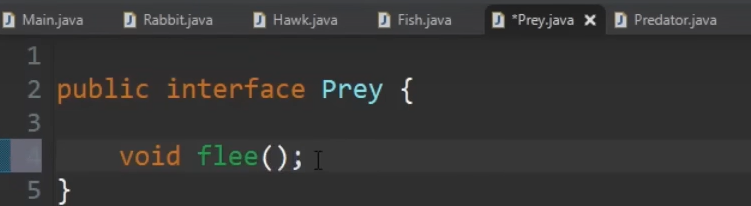 Main.java Rabbit.java Hawk.java Fish.java *Prey.java Predator.java
1
2 public interface Prey {
3
4 void flee();
5 }